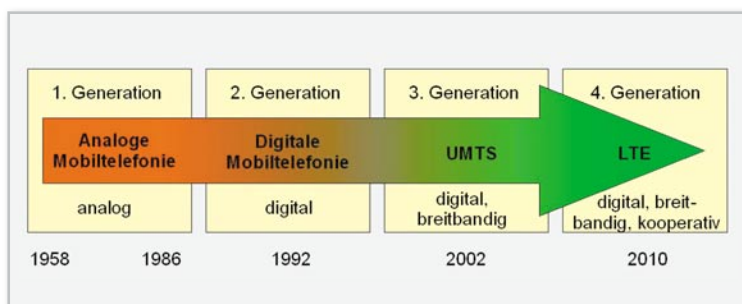 1. Generation
2. Generation
3. Generation
4. Generation
Analoge
Mobiltelefonie
Digitale
Mobiltelefonie
UMTS
LTE
analog
digital
digital,
breitbandig
digital, breit-
bandig, kooperativ
1958
1986
1992
2002
2010